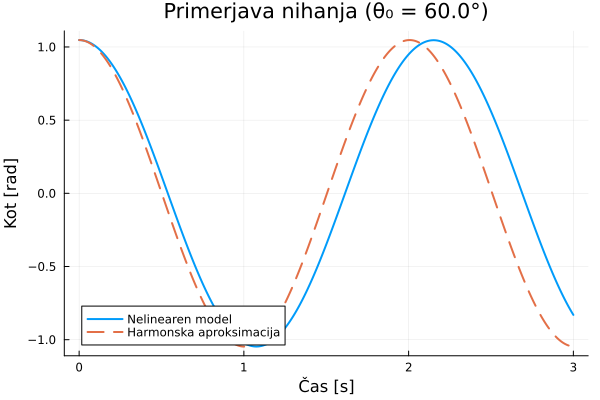 Primerjava nihanja (θ₀ = 60.0°)
Kot [rad]
1.0
0.5
0.0
−0.5
−1.0
Nelinearen model
Harmonska aproksimacija
0
1
2
3
Čas [s]